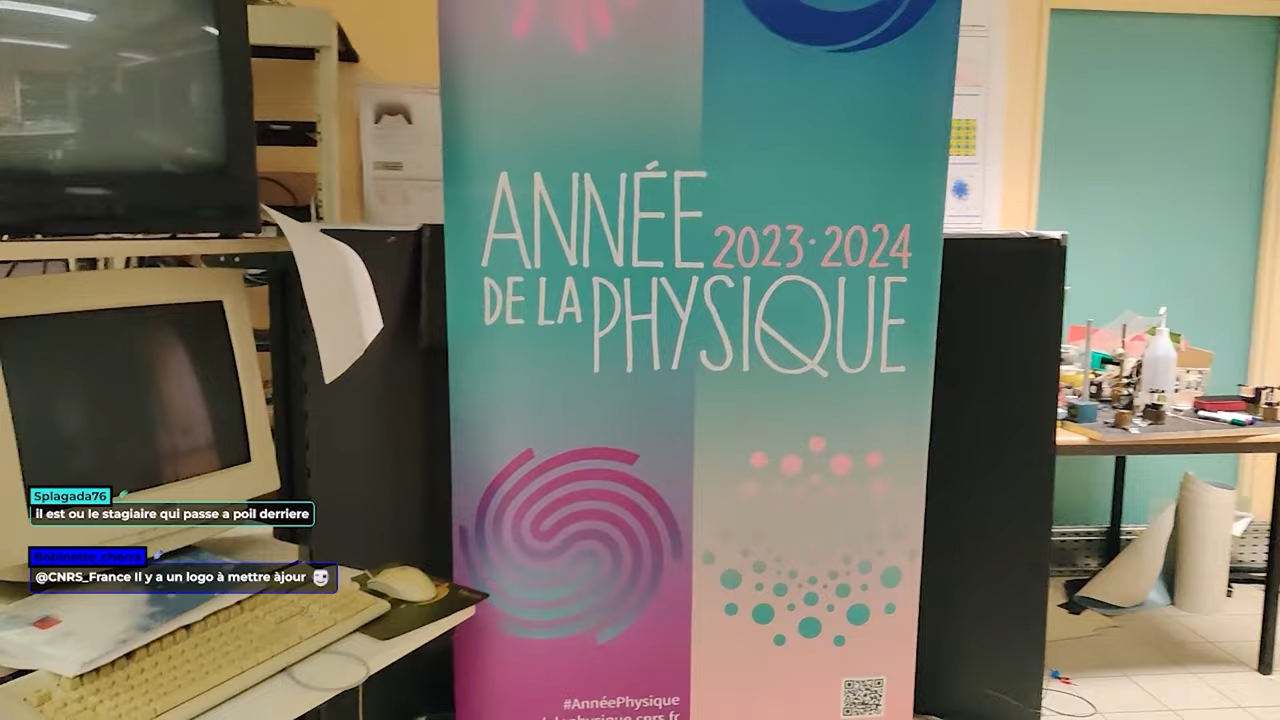 ANNÉE
2023·2024
DE LA PHYSIQUE
Splagada76
il est ou le stagiaire qui passe a poil derriere
@CNRS_France Il y a un logo à mettre àjour
#AnnéePhysique